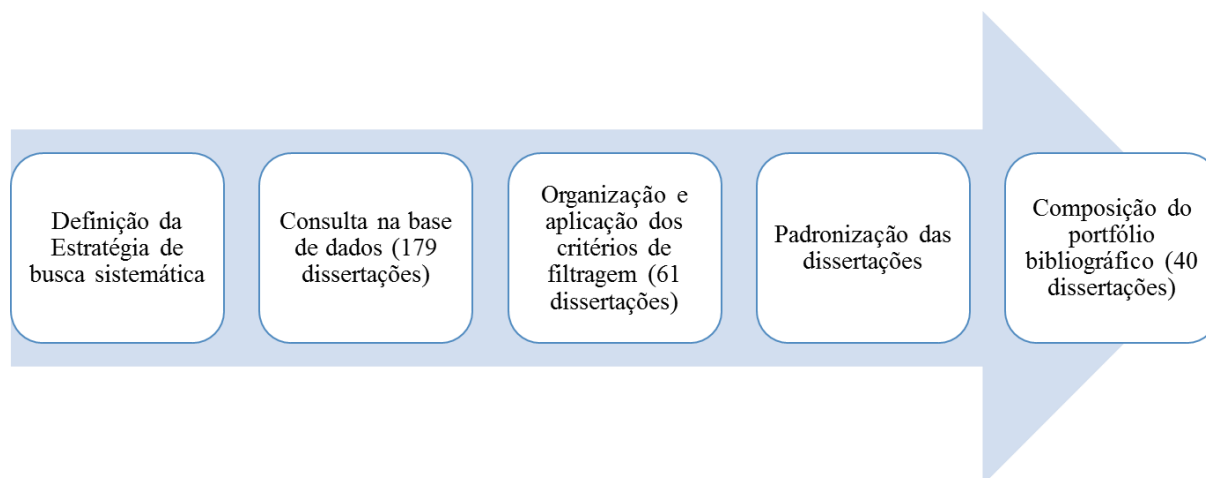 Definição da
Estratégia de
busca sistemática
Consulta na base
de dados (179
dissertações)
Organização e
aplicação dos
critérios de
filtragem (61
dissertações)
Padronização das
dissertações
Composição do
portfólio
bibliográfico (40
dissertações)